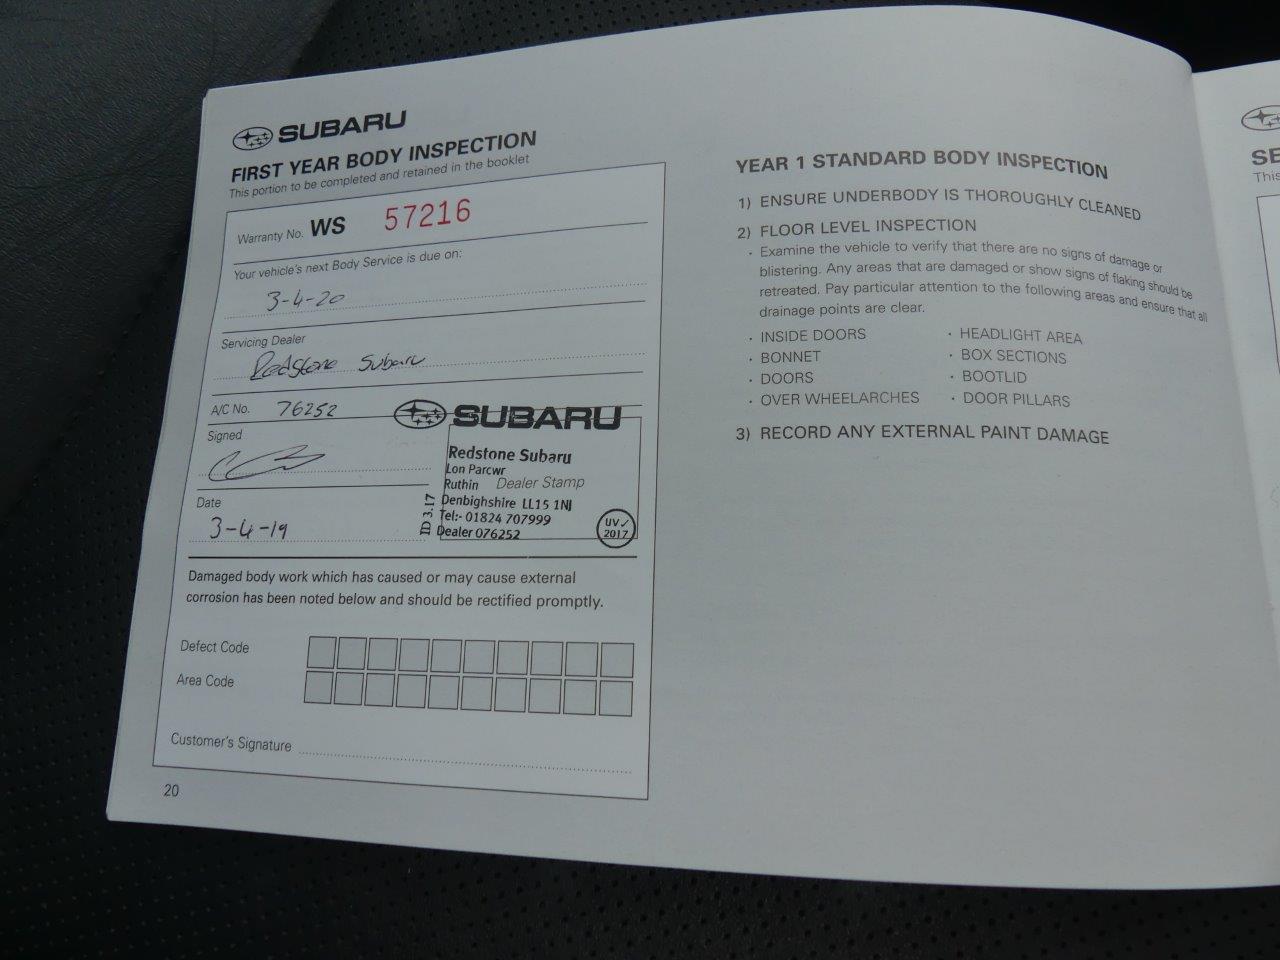 SUBARU
FIRST YEAR BODY INSPECTION
This portion to be completed and retained in the booklet
Warranty No. WS 57216
Your vehicle's next Body Service is due on:
3-4-20
Servicing Dealer
Redstone Subaru
A/C No. 76252
Signed
SUBARU
Redstone Subaru
Lon Parcwr
Ruthin Dealer Stamp
Denbighshire LL15 1NJ
Tel:- 01824 707999
Dealer 076252
ID 3.17
UV✓
2017
Date
3-4-19
Damaged body work which has caused or may cause external
corrosion has been noted below and should be rectified promptly.
Defect Code
Area Code
Customer's Signature
20
YEAR 1 STANDARD BODY INSPECTION
1) ENSURE UNDERBODY IS THOROUGHLY CLEANED
2) FLOOR LEVEL INSPECTION
· Examine the vehicle to verify that there are no signs of damage or
blistering. Any areas that are damaged or show signs of flaking should be
retreated. Pay particular attention to the following areas and ensure that all
drainage points are clear.
· INSIDE DOORS
· BONNET
· DOORS
· OVER WHEELARCHES
· HEADLIGHT AREA
· BOX SECTIONS
· BOOTLID
· DOOR PILLARS
3) RECORD ANY EXTERNAL PAINT DAMAGE
SE
This